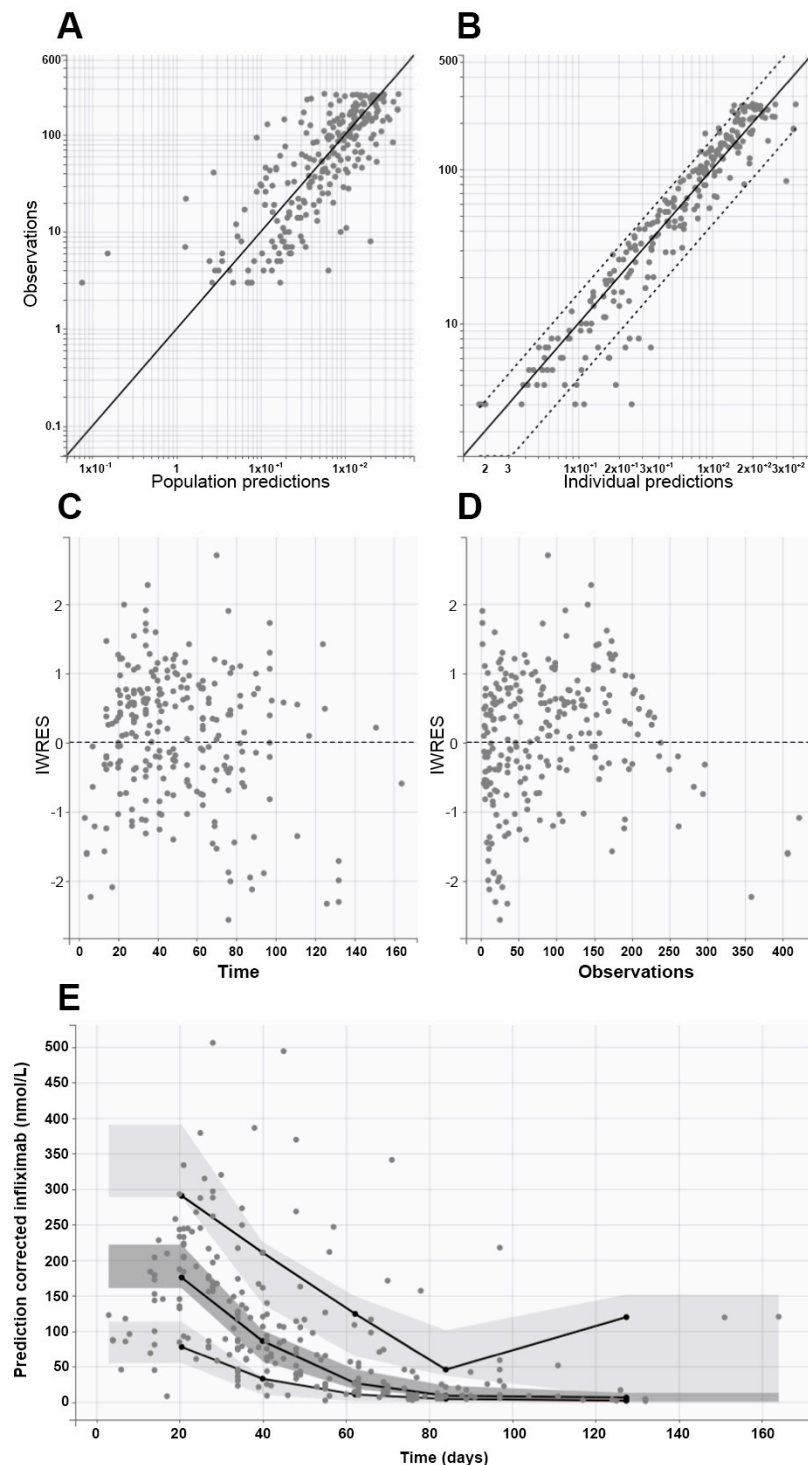 A
B
600
100
10
1
0.1
Observations
1x10⁻¹
1
1x10⁺¹
1x10⁺²
Population predictions
500
100
10
2
3
1x10⁺¹
2x10⁺¹
3x10⁺¹
1x10⁺²
2x10⁺²
3x10⁺²
Individual predictions
C
D
2
1
0
-1
-2
IWRES
0
20
40
60
80
100
120
140
160
Time
2
1
0
-1
-2
IWRES
0
50
100
150
200
250
300
350
400
Observations
E
500
450
400
350
300
250
200
150
100
50
0
Prediction corrected infliximab (nmol/L)
0
20
40
60
80
100
120
140
160
Time (days)